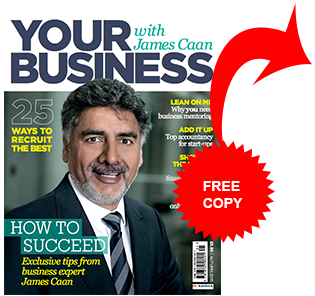 YOUR
with
James Caan
BUSINESS
25
WAYS TO
RECRUIT
THE BEST
LEAN ON M
Why you nee
business mentoring
ADD IT UP
Top accountancy
for start-ups
FREE
COPY
HOW TO
SUCCEED
Exclusive tips from
business expert
James Caan